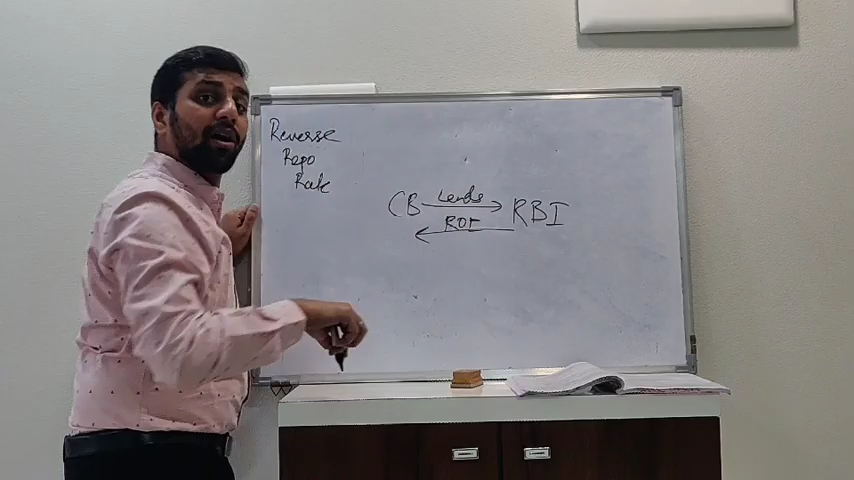 Reverse
Repo
Rate
CB Lends RBI
ROI